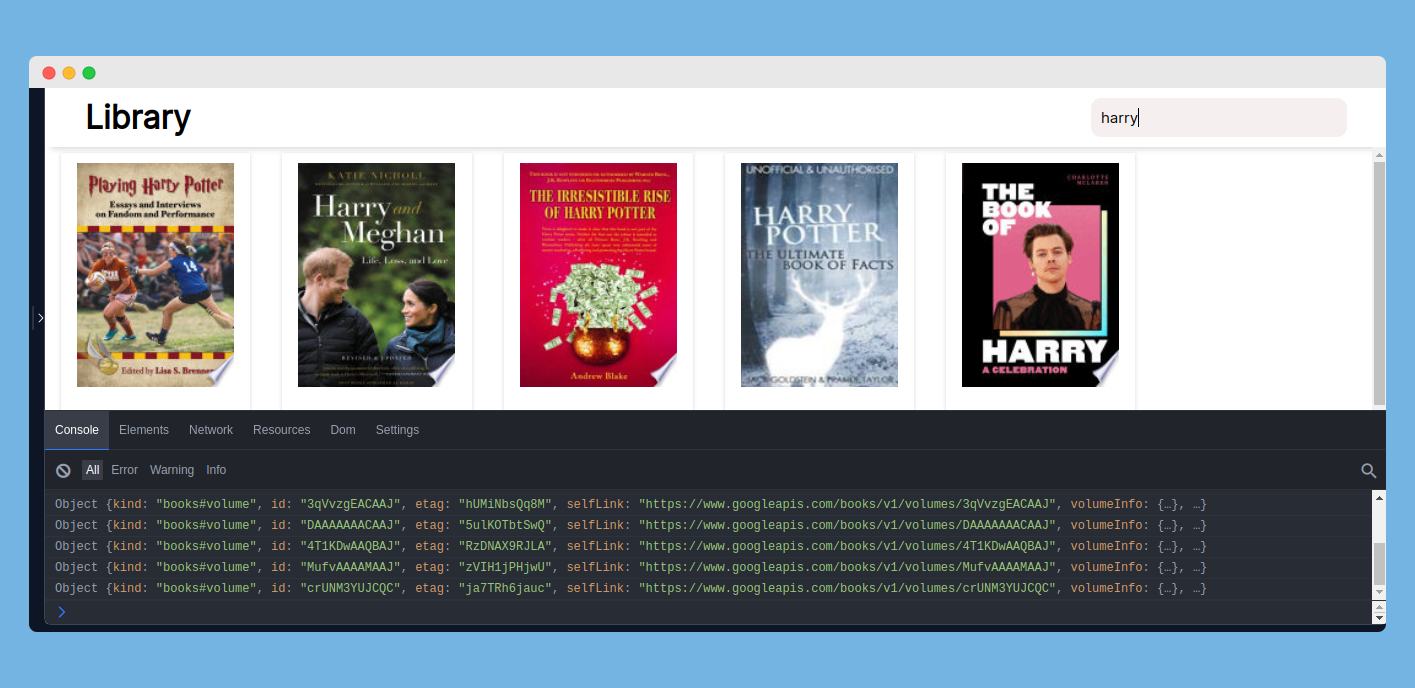 Library
harry
Playing Harry Potter
Essays and Interviews
on Fandom and Performance
14
Edited by Lisa S. Brenner
KATIE NICHOLL
Harry and
Meghan
Life, Loss, and Love
REVISED & UPDATED
THE IRRESISTIBLE RISE
OF HARRY POTTER
Andrew Blake
UNOFFICIAL & UNAUTHORISED
HARRY
POTTER
THE ULTIMATE
BOOK OF FACTS
GOLDSTEIN & FRANKIE TAYLOR
CHARLOTTE
MCLAREN
THE
BOOK
OF
HARRY
A CELEBRATION
Console Elements Network Resources Dom Settings
All Error Warning Info
Object {kind: "books#volume", id: "3qVvzgEACAAJ", etag: "hUMiNbsQq8M", selfLink: "https://www.googleapis.com/books/v1/volumes/3qVvzgEACAAJ", volumeInfo: {…}, …}
Object {kind: "books#volume", id: "DAAAAAAACAAJ", etag: "5ulKOTbtSwQ", selfLink: "https://www.googleapis.com/books/v1/volumes/DAAAAAAACAAJ", volumeInfo: {…}, …}
Object {kind: "books#volume", id: "4T1KDwAAQBAJ", etag: "RzDNAX9RJLA", selfLink: "https://www.googleapis.com/books/v1/volumes/4T1KDwAAQBAJ", volumeInfo: {…}, …}
Object {kind: "books#volume", id: "MufvAAAAMAAJ", etag: "zVIH1jPHjwU", selfLink: "https://www.googleapis.com/books/v1/volumes/MufvAAAAMAAJ", volumeInfo: {…}, …}
Object {kind: "books#volume", id: "crUNM3YUJCQC", etag: "ja7TRh6jauc", selfLink: "https://www.googleapis.com/books/v1/volumes/crUNM3YUJCQC", volumeInfo: {…}, …}